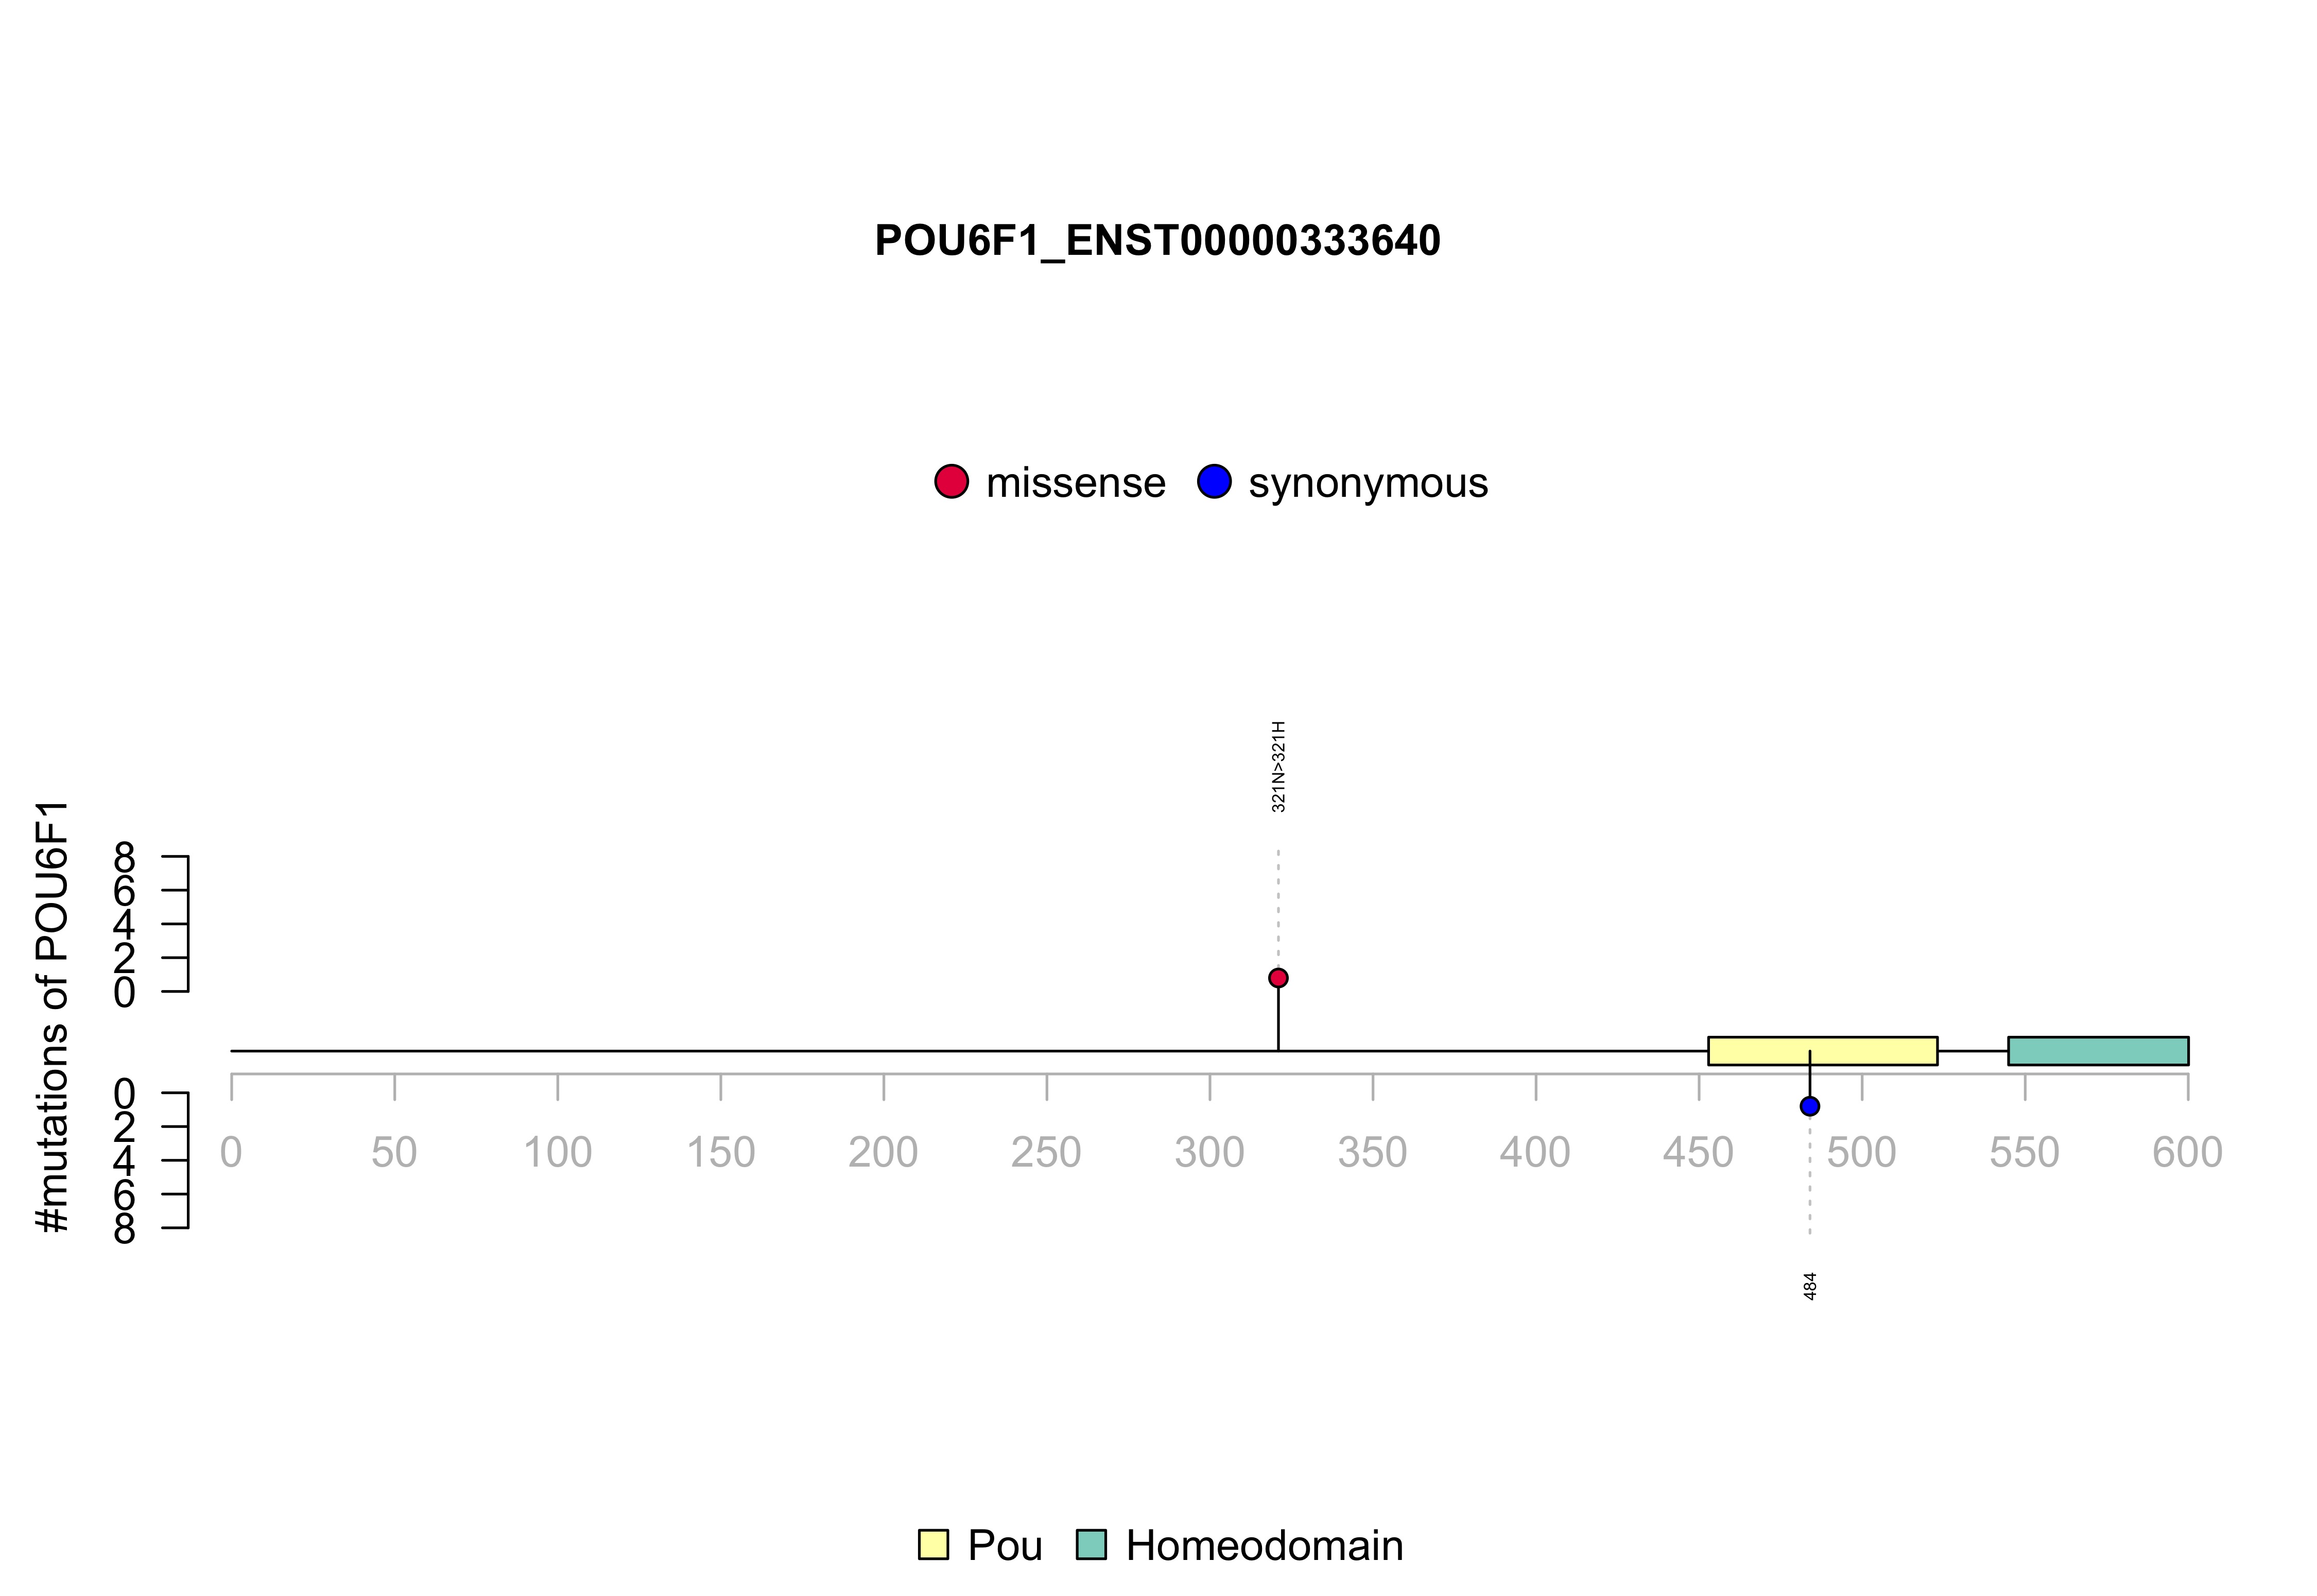 POU6F1_ENST00000333640
missense synonymous
321N>321H
#mutations of POU6F1
8
6
4
2
0
0
2
4
6
8
0 50 100 150 200 250 300 350 400 450 500 550 600
484
Pou Homeodomain